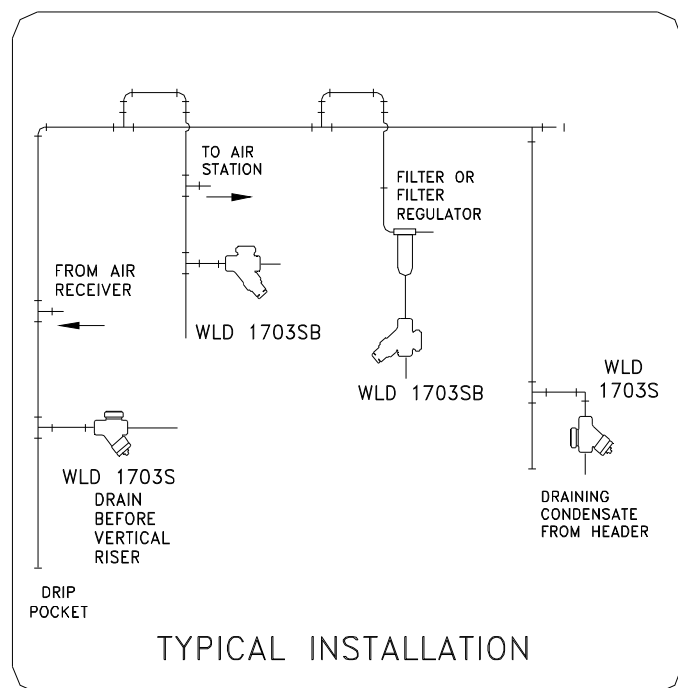 TO AIR
STATION
FILTER OR
FILTER
REGULATOR
FROM AIR
RECEIVER
WLD 1703SB
WLD 1703SB
WLD
1703S
WLD 1703S
DRAIN
BEFORE
VERTICAL
RISER
DRAINING
CONDENSATE
FROM HEADER
DRIP
POCKET
TYPICAL INSTALLATION